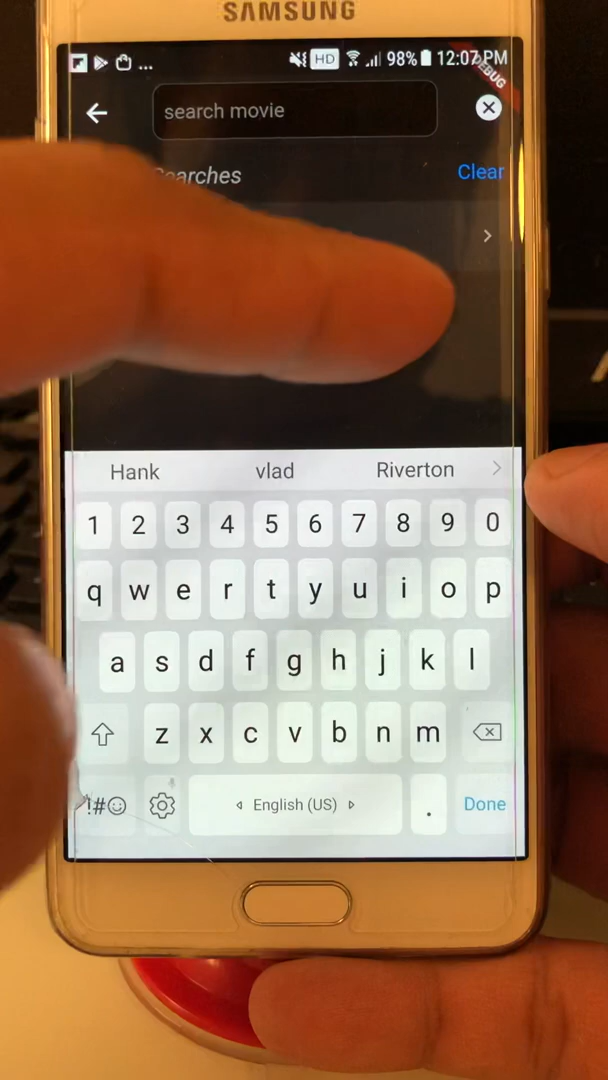 SAMSUNG
... HD 98% 12:07 PM
DEBUG
search movie
Searches Clear
Hank vlad Riverton
1 2 3 4 5 6 7 8 9 0
q w e r t y u i o p
a s d f g h j k l
z x c v b n m
!#☺ English (US) . Done